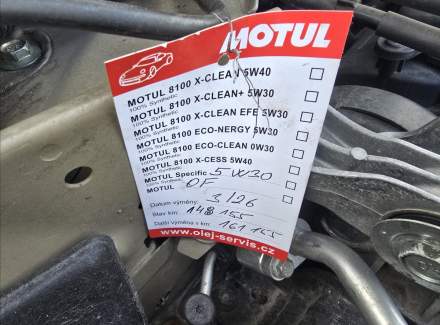 MOTUL
MOTUL 8100 X-CLEAN 5W40
100% Synthetic
MOTUL 8100 X-CLEAN+ 5W30
100% Synthetic
MOTUL 8100 X-CLEAN EFE 5W30
100% Synthetic
MOTUL 8100 ECO-NERGY 5W30
100% Synthetic
MOTUL 8100 ECO-CLEAN 0W30
100% Synthetic
MOTUL 8100 X-CESS 5W40
100% Synthetic
MOTUL Specific 5W30
100% Synthetic
MOTUL OF
Datum výměny: 3/26
Stav km: 148 155
Další výměna v km: 161 165
www.olej-servis.cz